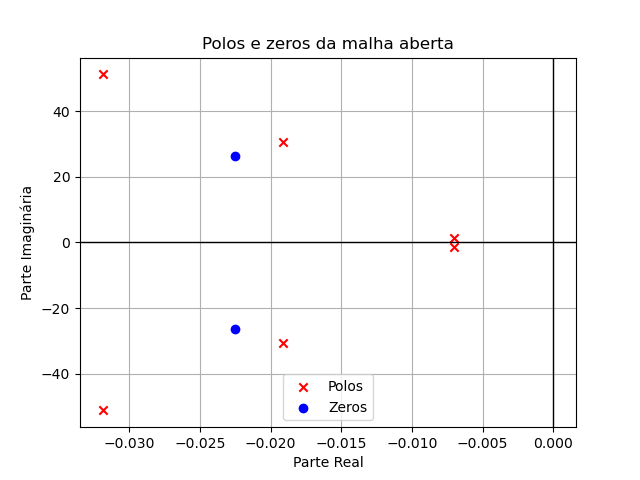 Polos e zeros da malha aberta
Parte Imaginária
40
20
0
−20
−40
Polos
Zeros
−0.030
−0.025
−0.020
−0.015
−0.010
−0.005
0.000
Parte Real